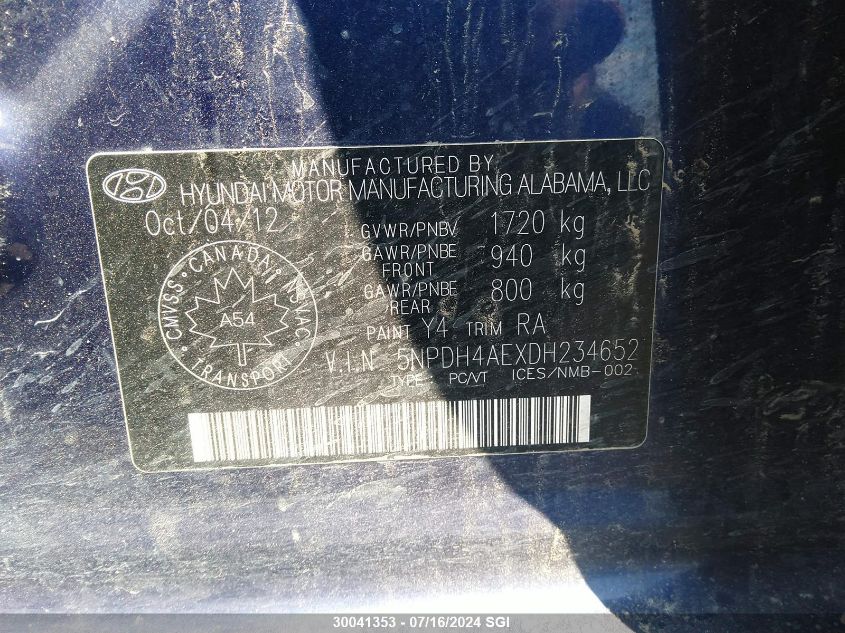 MANUFACTURED BY
HYUNDAI MOTOR MANUFACTURING ALABAMA, LLC
Oct/04/12
GVWR/PNBV 1720 kg
GAWR/PNBE FRONT 940 kg
GAWR/PNBE /REAR 800 kg
CMVSS · CANADA · NSVAC · TRANSPORT
A54
PAINT Y4 TRIM RA
V.I.N 5NPDH4AEXDH234652
TYPE: PC/VT ICES/NMB-002
30041353 - 07/16/2024 SGI